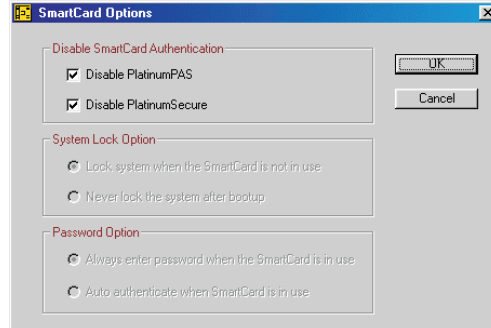 SmartCard Options
Disable SmartCard Authentication
Disable PlatinumPAS
UK
Disable PlatinumSecure
Cancel
System Lock Option
Lock system when the SmartCard is not in use
Never lock the system after bootup
Password Option
Always enter password when the SmartCard is in use
Auto authenticate when SmartCard is in use